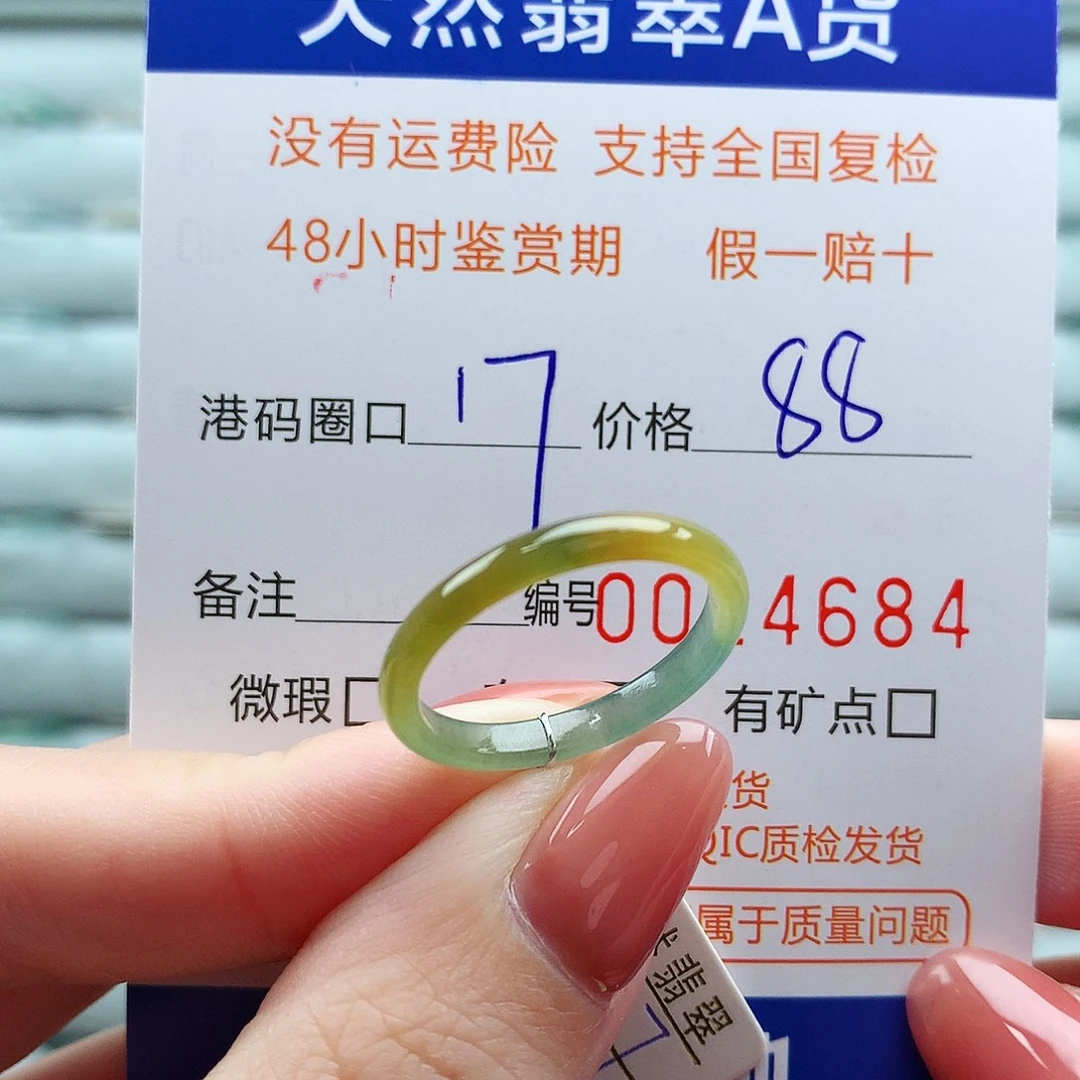 天然翡翠A货
没有运费险 支持全国复检
48小时鉴赏期 假一赔十
港码圈口 17 价格 88
备注 编号00 4684
微瑕□ 有矿点□
货
QIC质检发货
属于质量问题
翡翠